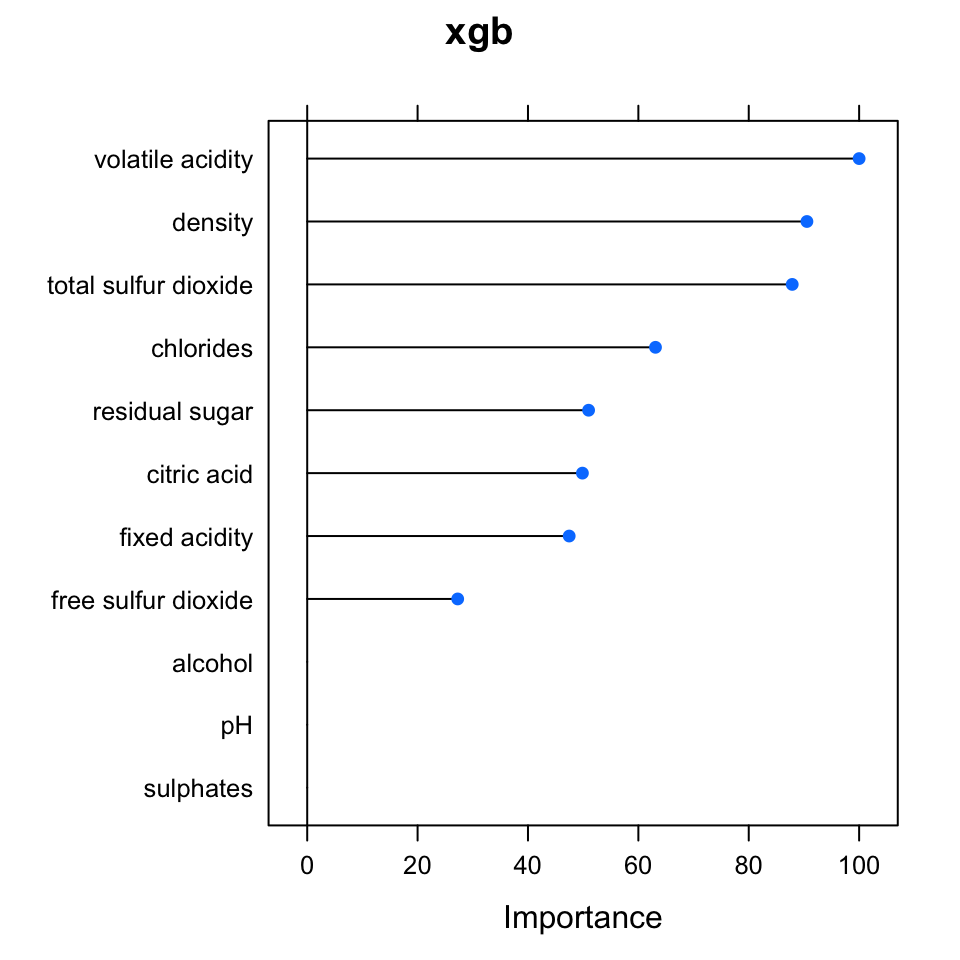 xgb
volatile acidity
density
total sulfur dioxide
chlorides
residual sugar
citric acid
fixed acidity
free sulfur dioxide
alcohol
pH
sulphates
0 20 40 60 80 100
Importance